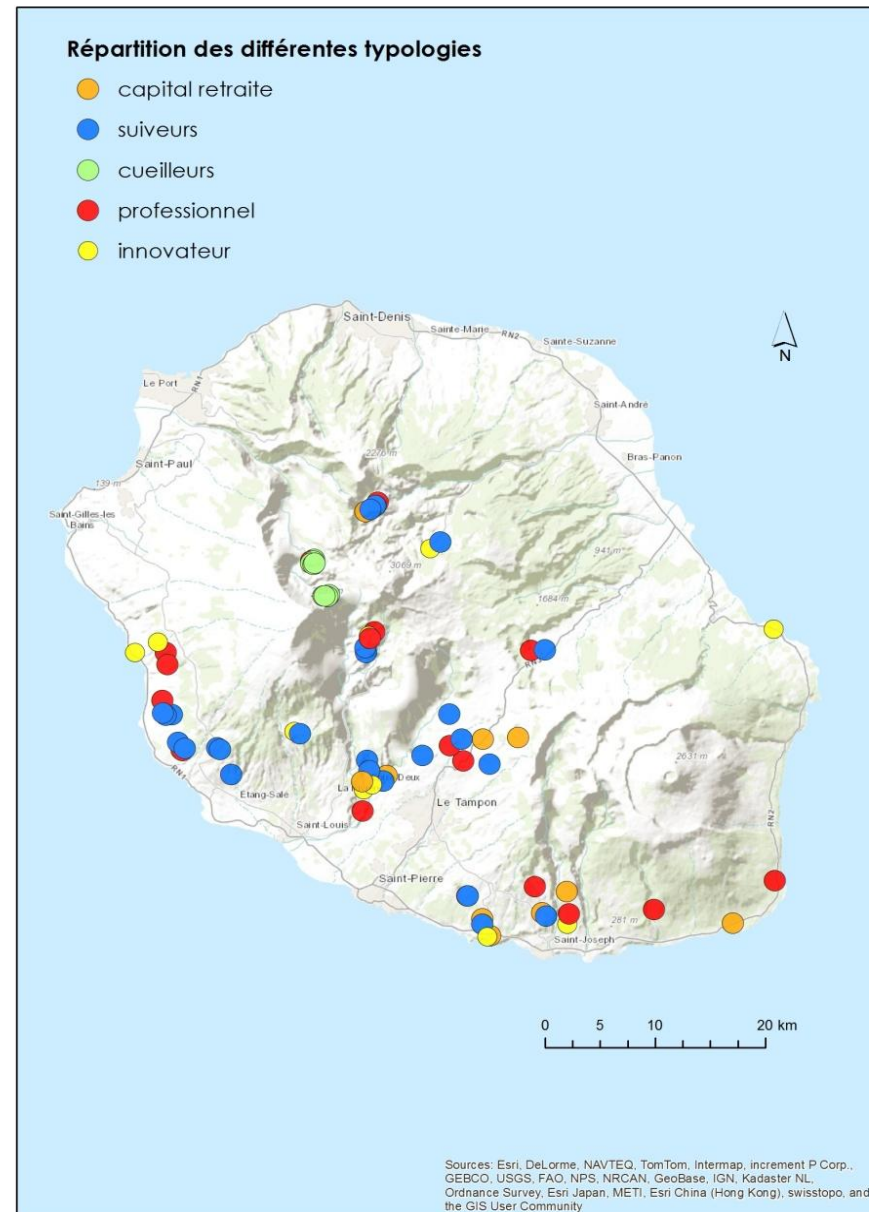 Répartition des différentes typologies
capital retraite
suiveurs
cueilleurs
professionnel
innovateur
Saint-Denis
Sainte-Marie
RN2
Sainte-Suzanne
N
Le Port
RN1
Saint-André
2276 m
Bras-Panon
Saint-Paul
139 m
Saint-Gilles-les
Bains
941 m
3069 m
1684 m
2631 m
RN1
Etang-Salé
Le Tampon
RN2
Saint-Louis
Saint-Pierre
281 m
Saint-Joseph
0 5 10 20 km
Sources: Esri, DeLorme, NAVTEQ, TomTom, Intermap, increment P Corp.,
GEBCO, USGS, FAO, NPS, NRCAN, GeoBase, IGN, Kadaster NL,
Ordnance Survey, Esri Japan, METI, Esri China (Hong Kong), swisstopo, and
the GIS User Community